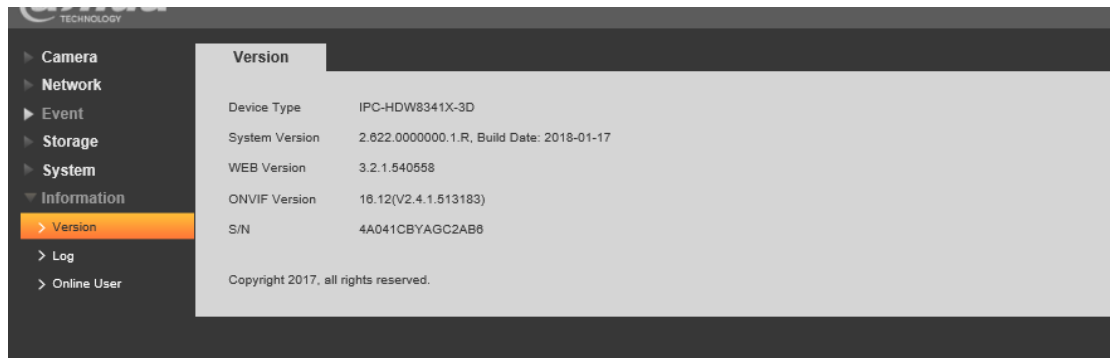 TECHNOLOGY
Camera
Network
Event
Storage
System
Information
Version
Log
Online User
Version
Device Type IPC-HDW8341X-3D
System Version 2.622.0000000.1.R, Build Date: 2018-01-17
WEB Version 3.2.1.540558
ONVIF Version 16.12(V2.4.1.513183)
S/N 4A041CBYAGC2AB6
Copyright 2017, all rights reserved.